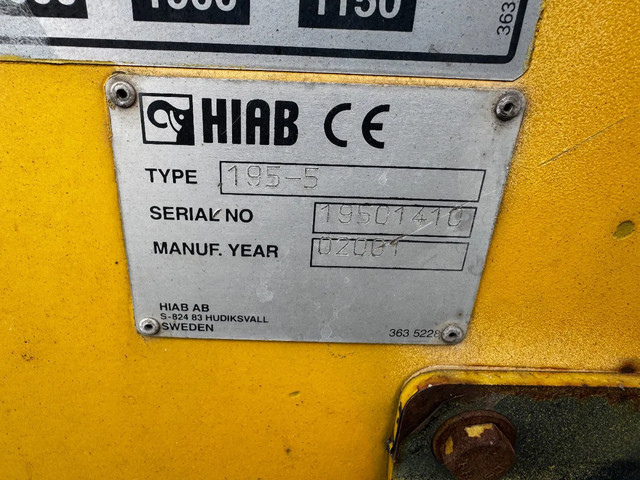 1150
363
HIAB CE
TYPE 195-5
SERIAL NO 19501410
MANUF. YEAR 02001
HIAB AB
S-824 83 HUDIKSVALL
SWEDEN
363 5228